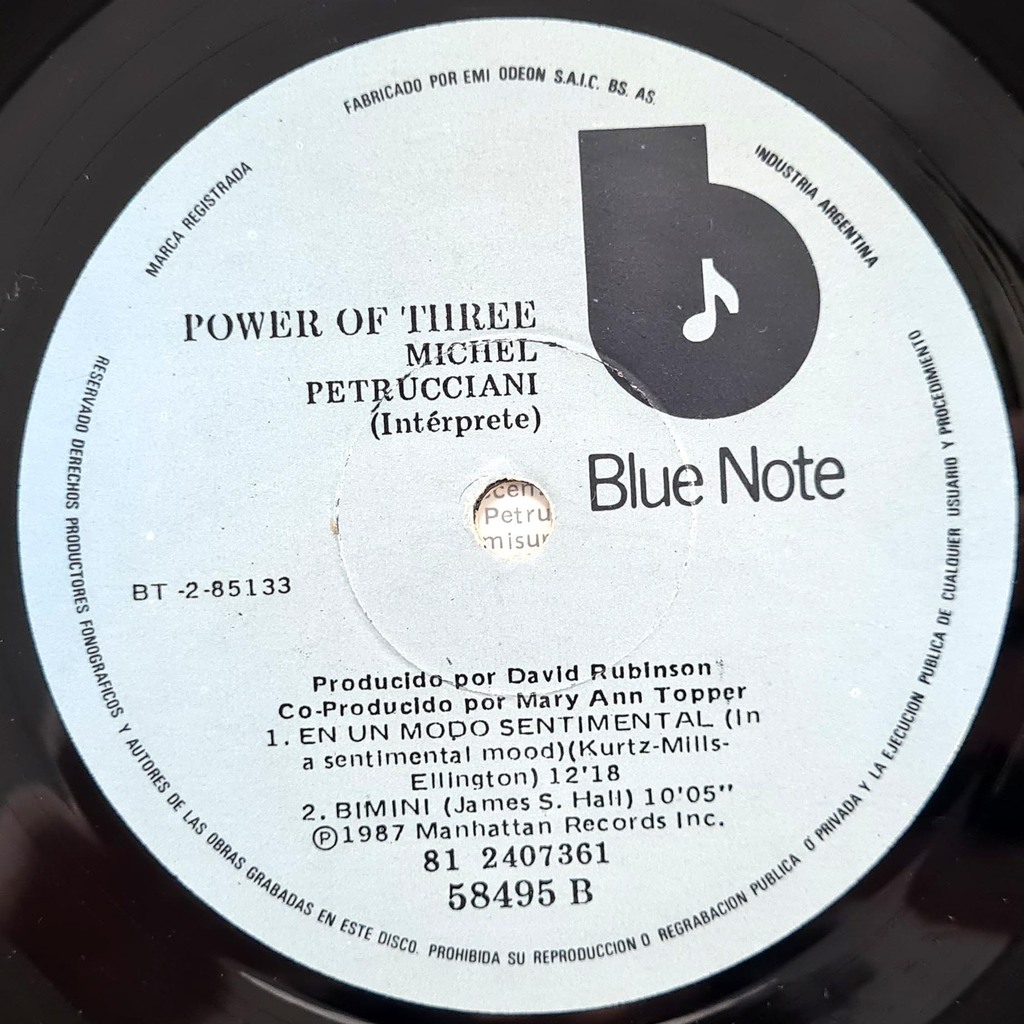 FABRICADO POR EMI ODEON S.A.I.C. BS. AS.
MARCA REGISTRADA
INDUSTRIA ARGENTINA
POWER OF THREE
MICHEL
PETRUCCIANI
(Intérprete)
Blue Note
Petru
misur
BT -2-85133
Producido por David Rubinson
Co-Producido por Mary Ann Topper
1. EN UN MODO SENTIMENTAL (In
a sentimental mood)(Kurtz-Mills-
Ellington) 12'18
2. BIMINI (James S. Hall) 10'05"
Ⓟ1987 Manhattan Records Inc.
81 2407361
58495 B
RESERVADO DERECHOS PRODUCTORES FONOGRAFICOS Y AUTORES DE LAS OBRAS GRABADAS EN ESTE DISCO. PROHIBIDA SU REPRODUCCION O REGRABACION PUBLICA O PRIVADA Y LA EJECUCION PUBLICA DE CUALQUIER USUARIO Y PROCEDIMIENTO